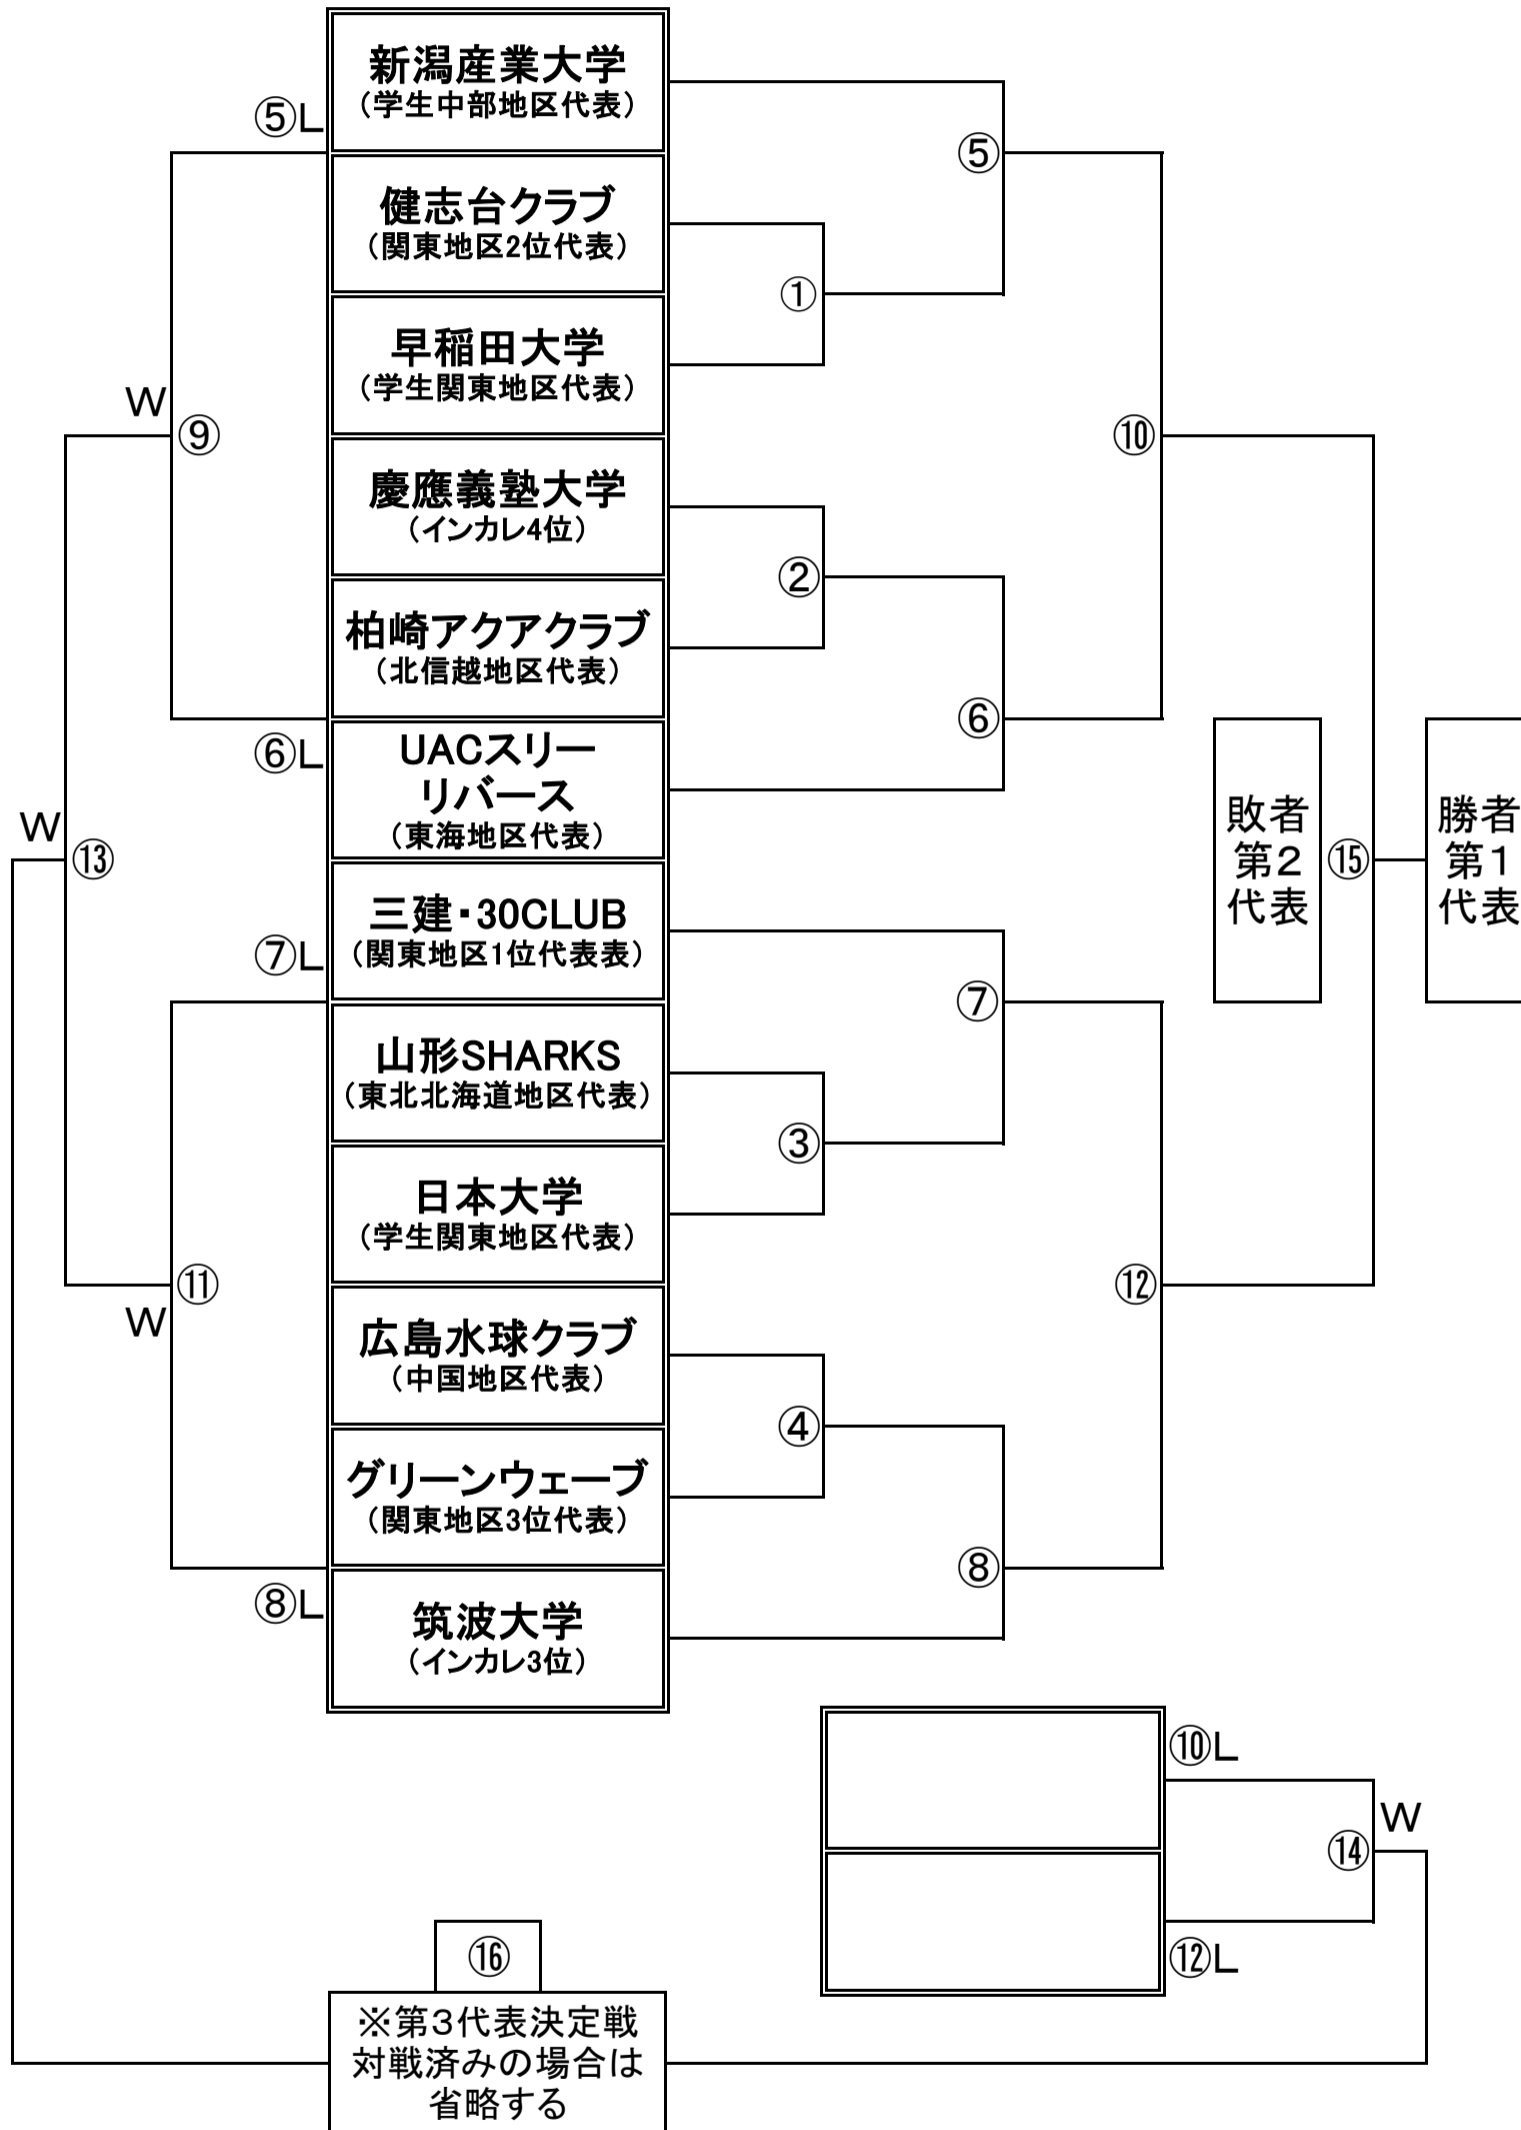 新潟産業大学
（学生中部地区代表）
⑤L
⑤
健志台クラブ
（関東地区2位代表）
①
早稲田大学
（学生関東地区代表）
W
⑨
⑩
慶應義塾大学
（インカレ4位）
②
柏崎アクアクラブ
（北信越地区代表）
⑥
⑥L
UACスリー
リバース
（東海地区代表）
W
⑬
敗者
第2
代表
⑮
勝者
第1
代表
三建・30CLUB
（関東地区1位代表表）
⑦L
⑦
山形SHARKS
（東北北海道地区代表）
③
日本大学
（学生関東地区代表）
⑪
W
⑫
広島水球クラブ
（中国地区代表）
④
グリーンウェーブ
（関東地区3位代表）
⑧
⑧L
筑波大学
（インカレ3位）
⑩L
W
⑭
⑫L
⑯
※第3代表決定戦
対戦済みの場合は
省略する